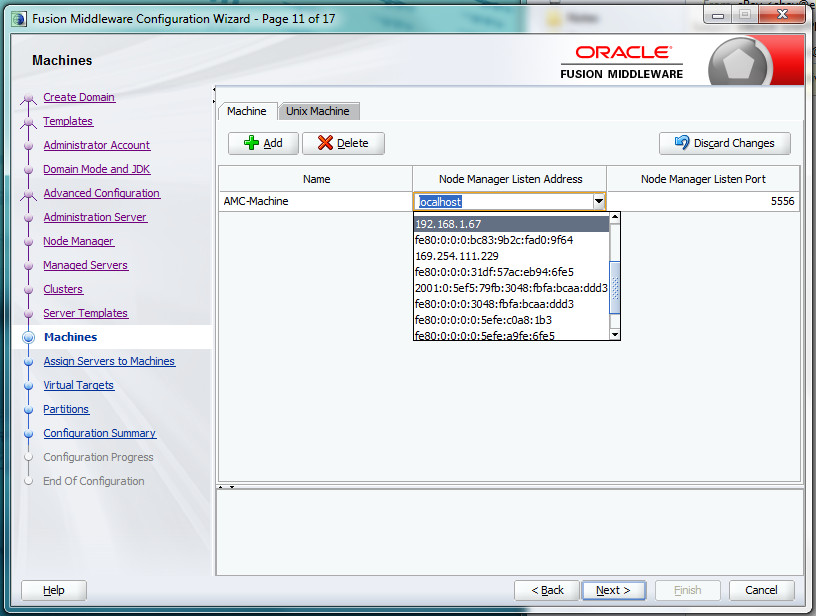 Fusion Middleware Configuration Wizard - Page 11 of 17
Machines
ORACLE
FUSION MIDDLEWARE
Create Domain
Templates
Administrator Account
Domain Mode and JDK
Advanced Configuration
Administration Server
Node Manager
Managed Servers
Clusters
Server Templates
Machines
Assign Servers to Machines
Virtual Targets
Partitions
Configuration Summary
Configuration Progress
End Of Configuration
Machine Unix Machine
Add Delete Discard Changes
Name Node Manager Listen Address Node Manager Listen Port
AMC-Machine localhost 5556
192.168.1.67
fe80:0:0:0:bc83:9b2c:fad0:9f64
169.254.111.229
fe80:0:0:0:31df:57ac:eb94:6fe5
2001:0:5ef5:79fb:3048:fbfa:bcaa:ddd3
fe80:0:0:0:3048:fbfa:bcaa:ddd3
fe80:0:0:0:0:5efe:c0a8:1b3
fe80:0:0:0:0:5efe:a9fe:6fe5
Help < Back Next > Finish Cancel